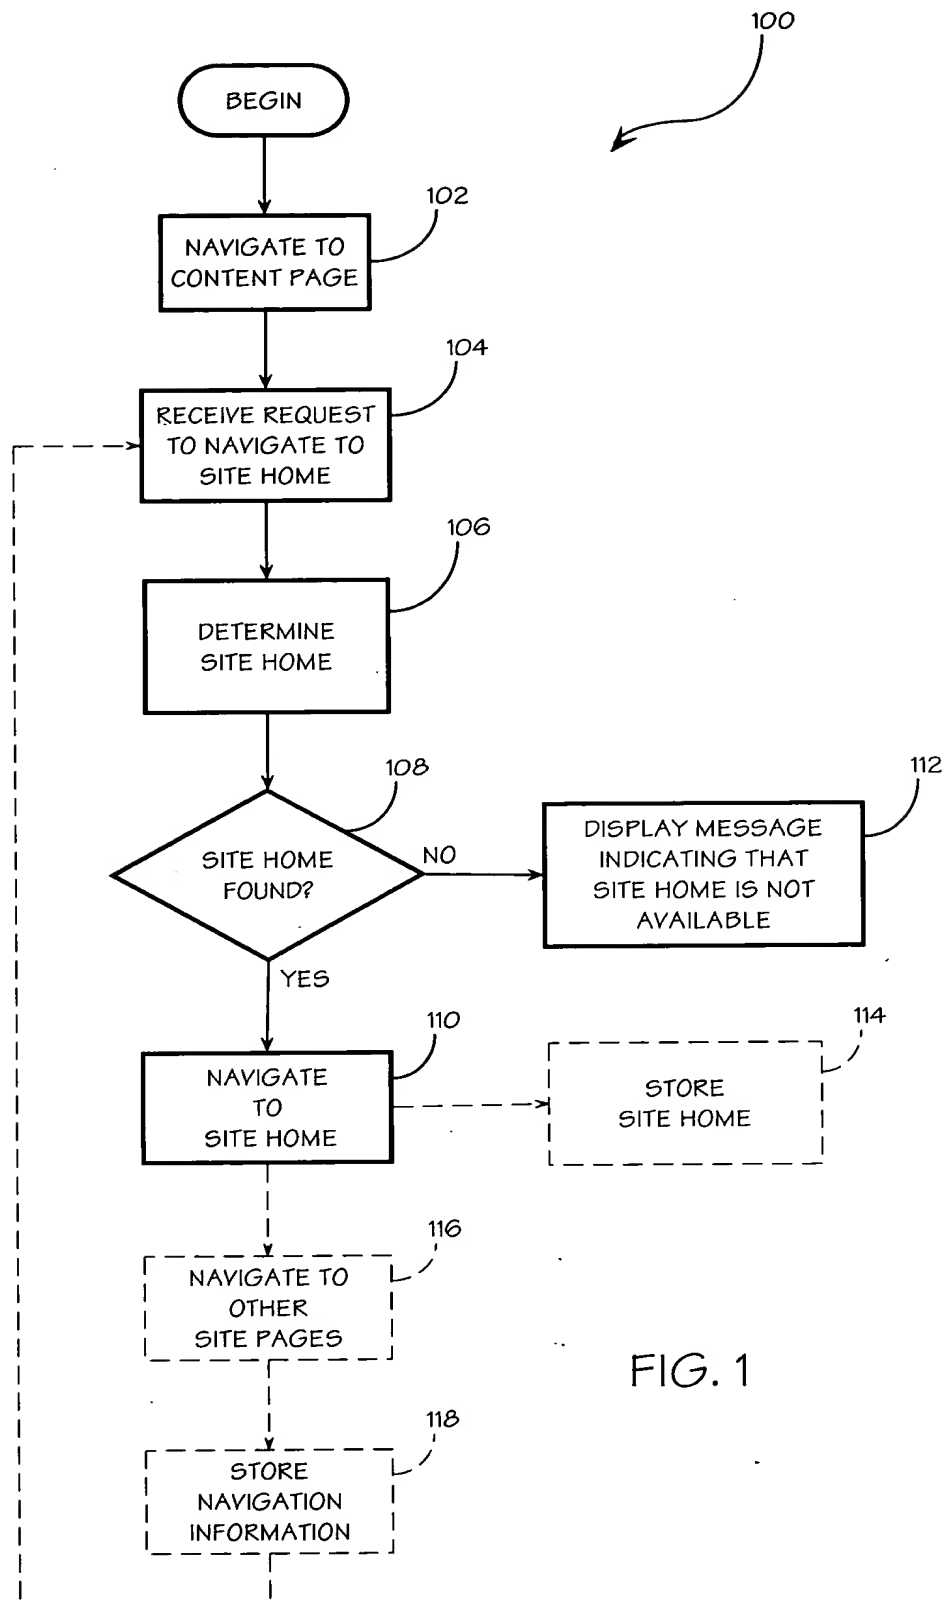 100
BEGIN
102
NAVIGATE TO
CONTENT PAGE
104
RECEIVE REQUEST
TO NAVIGATE TO
SITE HOME
106
DETERMINE
SITE HOME
108
SITE HOME
FOUND?
NO
112
DISPLAY MESSAGE
INDICATING THAT
SITE HOME IS NOT
AVAILABLE
YES
110
NAVIGATE
TO
SITE HOME
114
STORE
SITE HOME
116
NAVIGATE TO
OTHER
SITE PAGES
FIG. 1
118
STORE
NAVIGATION
INFORMATION